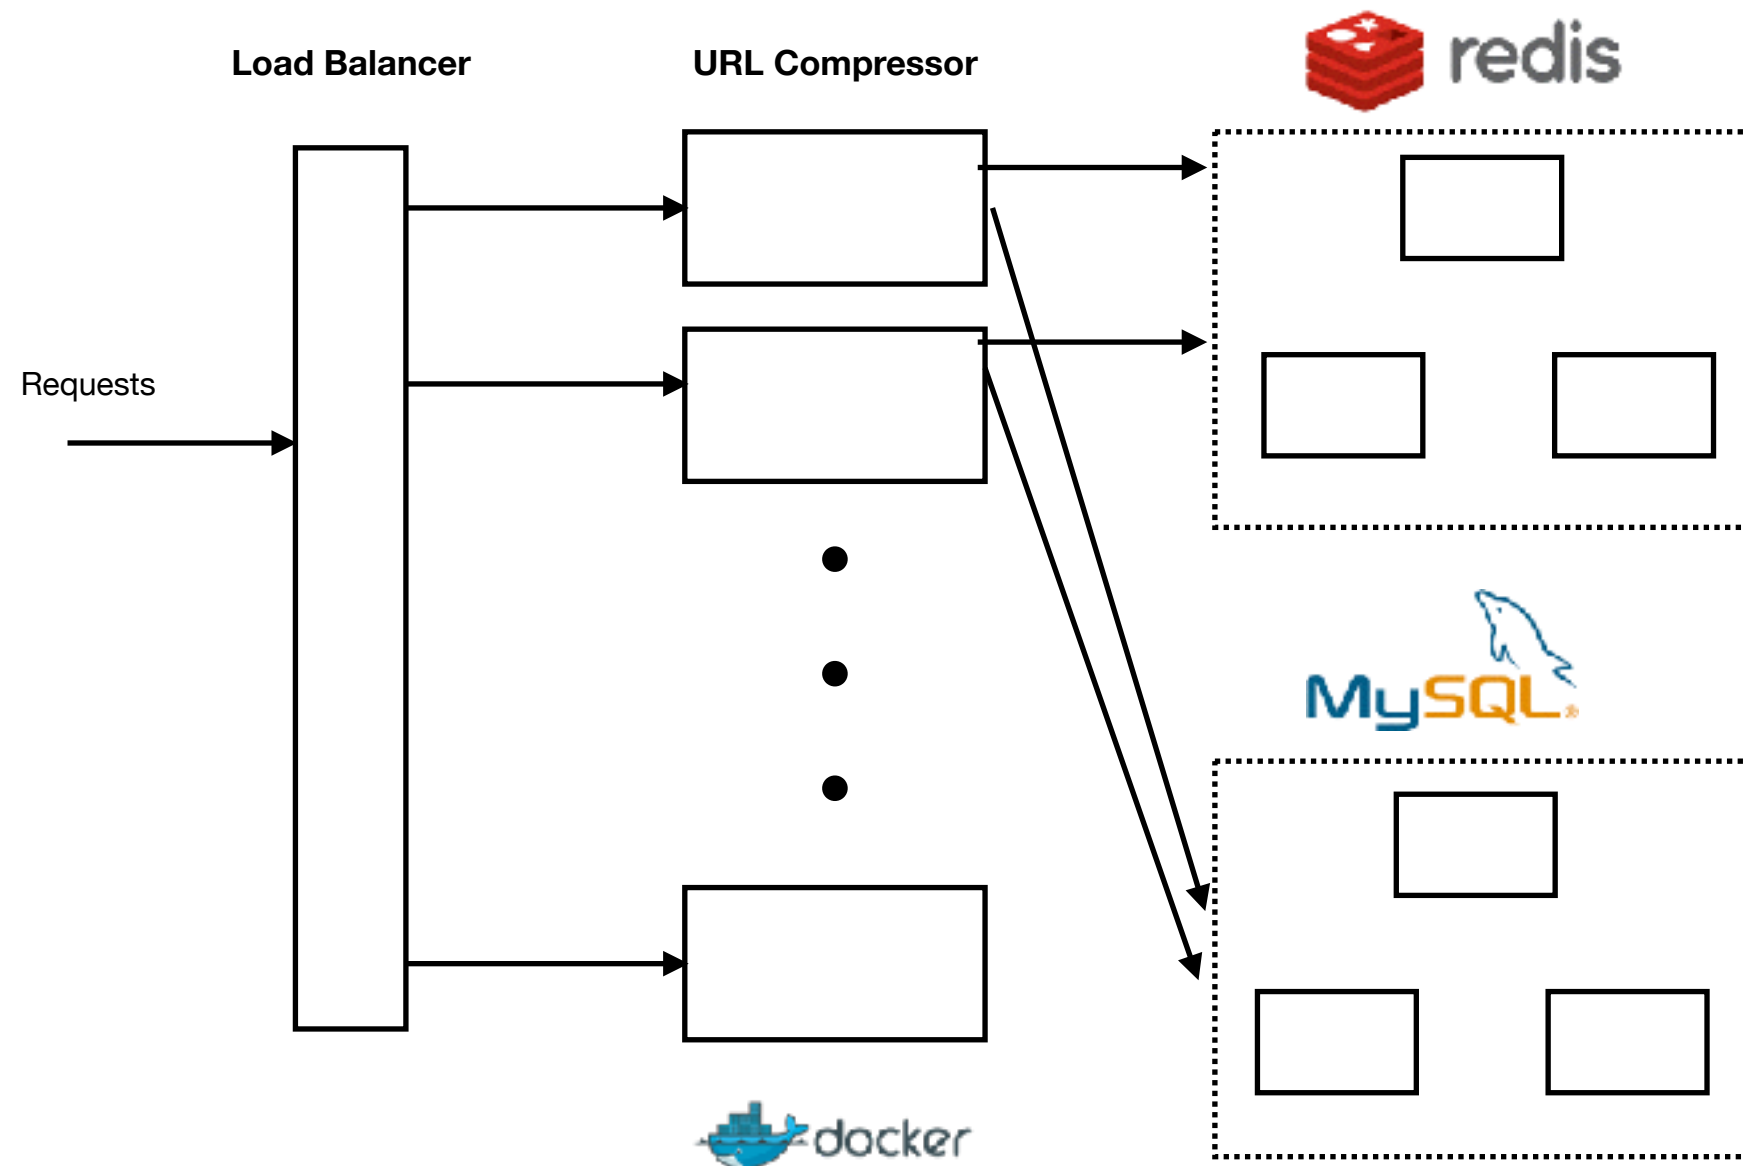 Load Balancer
URL Compressor
redis
Requests
MySQL®
docker